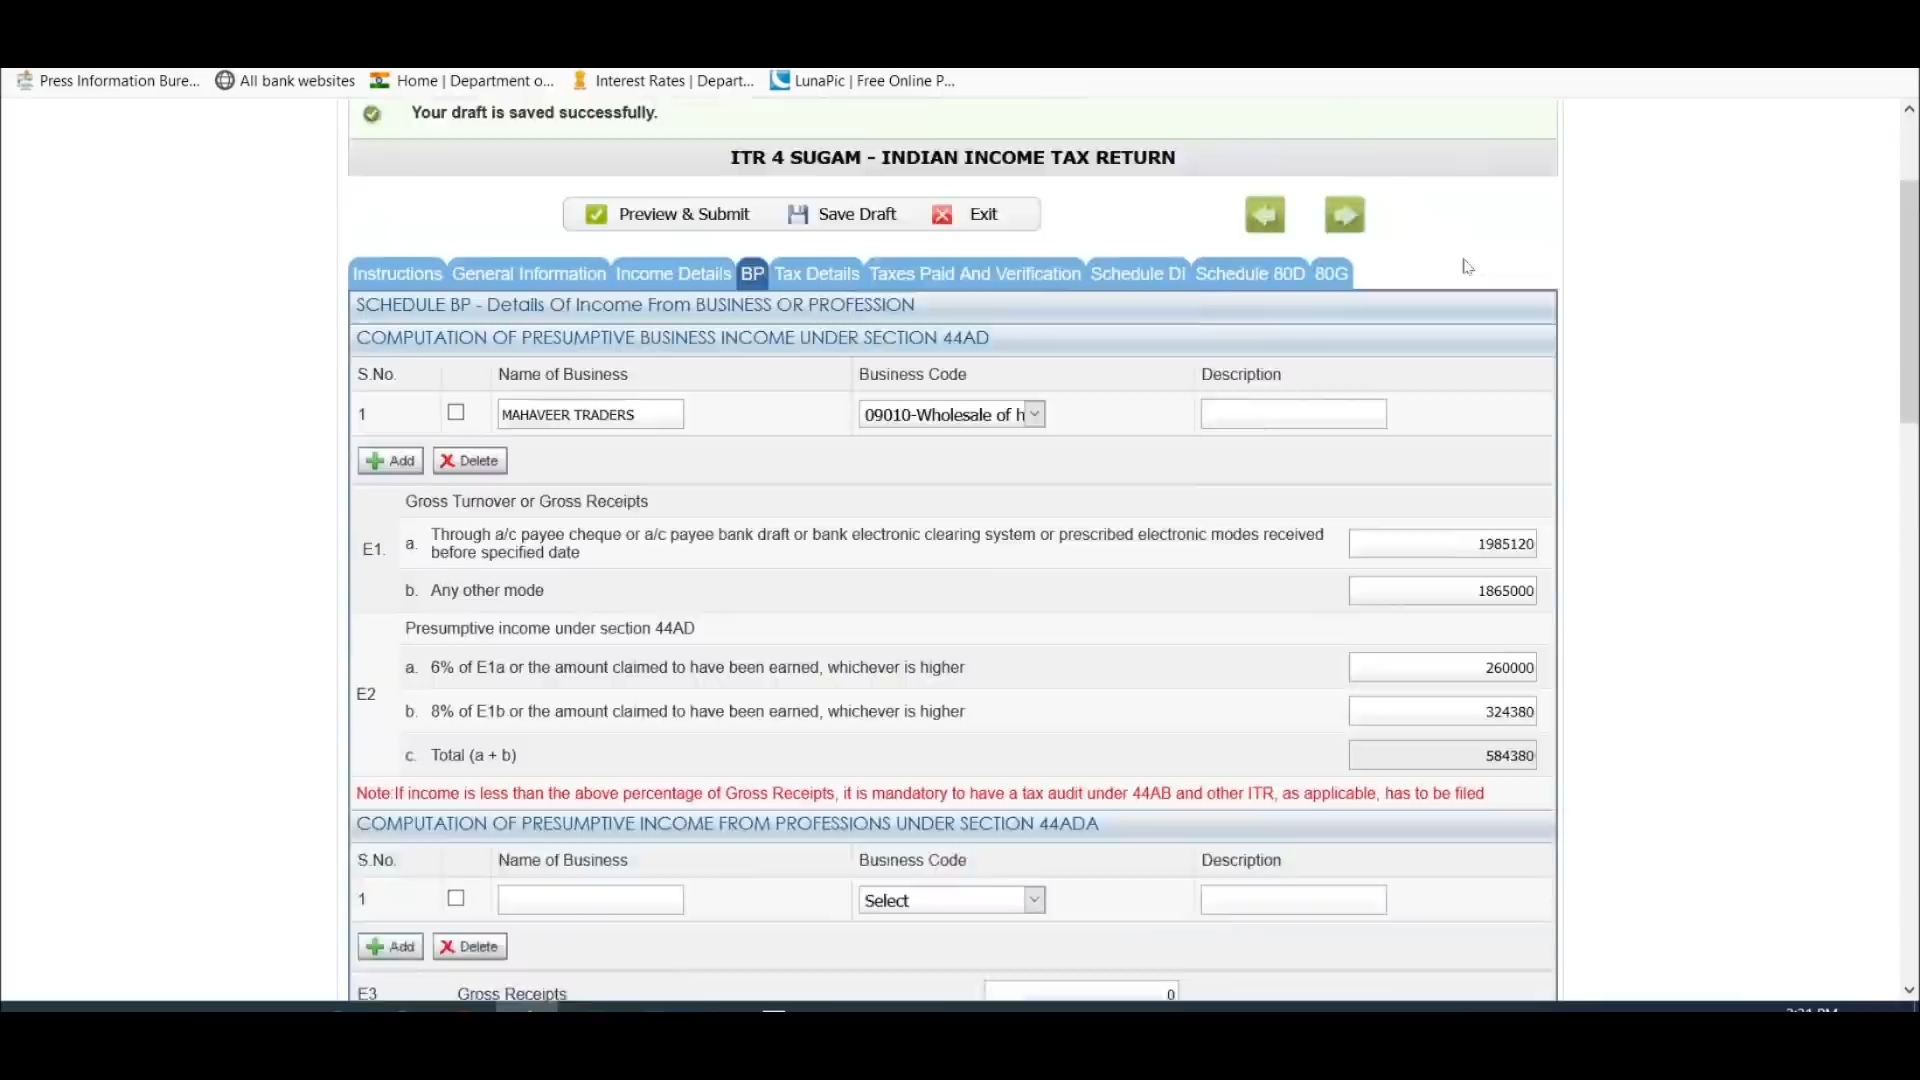 Press Information Bure... All bank websites Home | Department o... Interest Rates | Depart... LunaPic | Free Online P...
Your draft is saved successfully.
ITR 4 SUGAM - INDIAN INCOME TAX RETURN
Preview & Submit Save Draft Exit
Instructions General Information Income Details BP Tax Details Taxes Paid And Verification Schedule DI Schedule 80D 80G
SCHEDULE BP - Details Of Income From BUSINESS OR PROFESSION
COMPUTATION OF PRESUMPTIVE BUSINESS INCOME UNDER SECTION 44AD
S.No. Name of Business Business Code Description
1 MAHAVEER TRADERS 09010-Wholesale of h
Add Delete
Gross Turnover or Gross Receipts
E1. a. Through a/c payee cheque or a/c payee bank draft or bank electronic clearing system or prescribed electronic modes received
before specified date 1985120
b. Any other mode 1865000
Presumptive income under section 44AD
a. 6% of E1a or the amount claimed to have been earned, whichever is higher 260000
E2
b. 8% of E1b or the amount claimed to have been earned, whichever is higher 324380
c. Total (a + b) 584380
Note:If income is less than the above percentage of Gross Receipts, it is mandatory to have a tax audit under 44AB and other ITR, as applicable, has to be filed
COMPUTATION OF PRESUMPTIVE INCOME FROM PROFESSIONS UNDER SECTION 44ADA
S.No. Name of Business Business Code Description
1 Select
Add Delete
E3 Gross Receipts 0